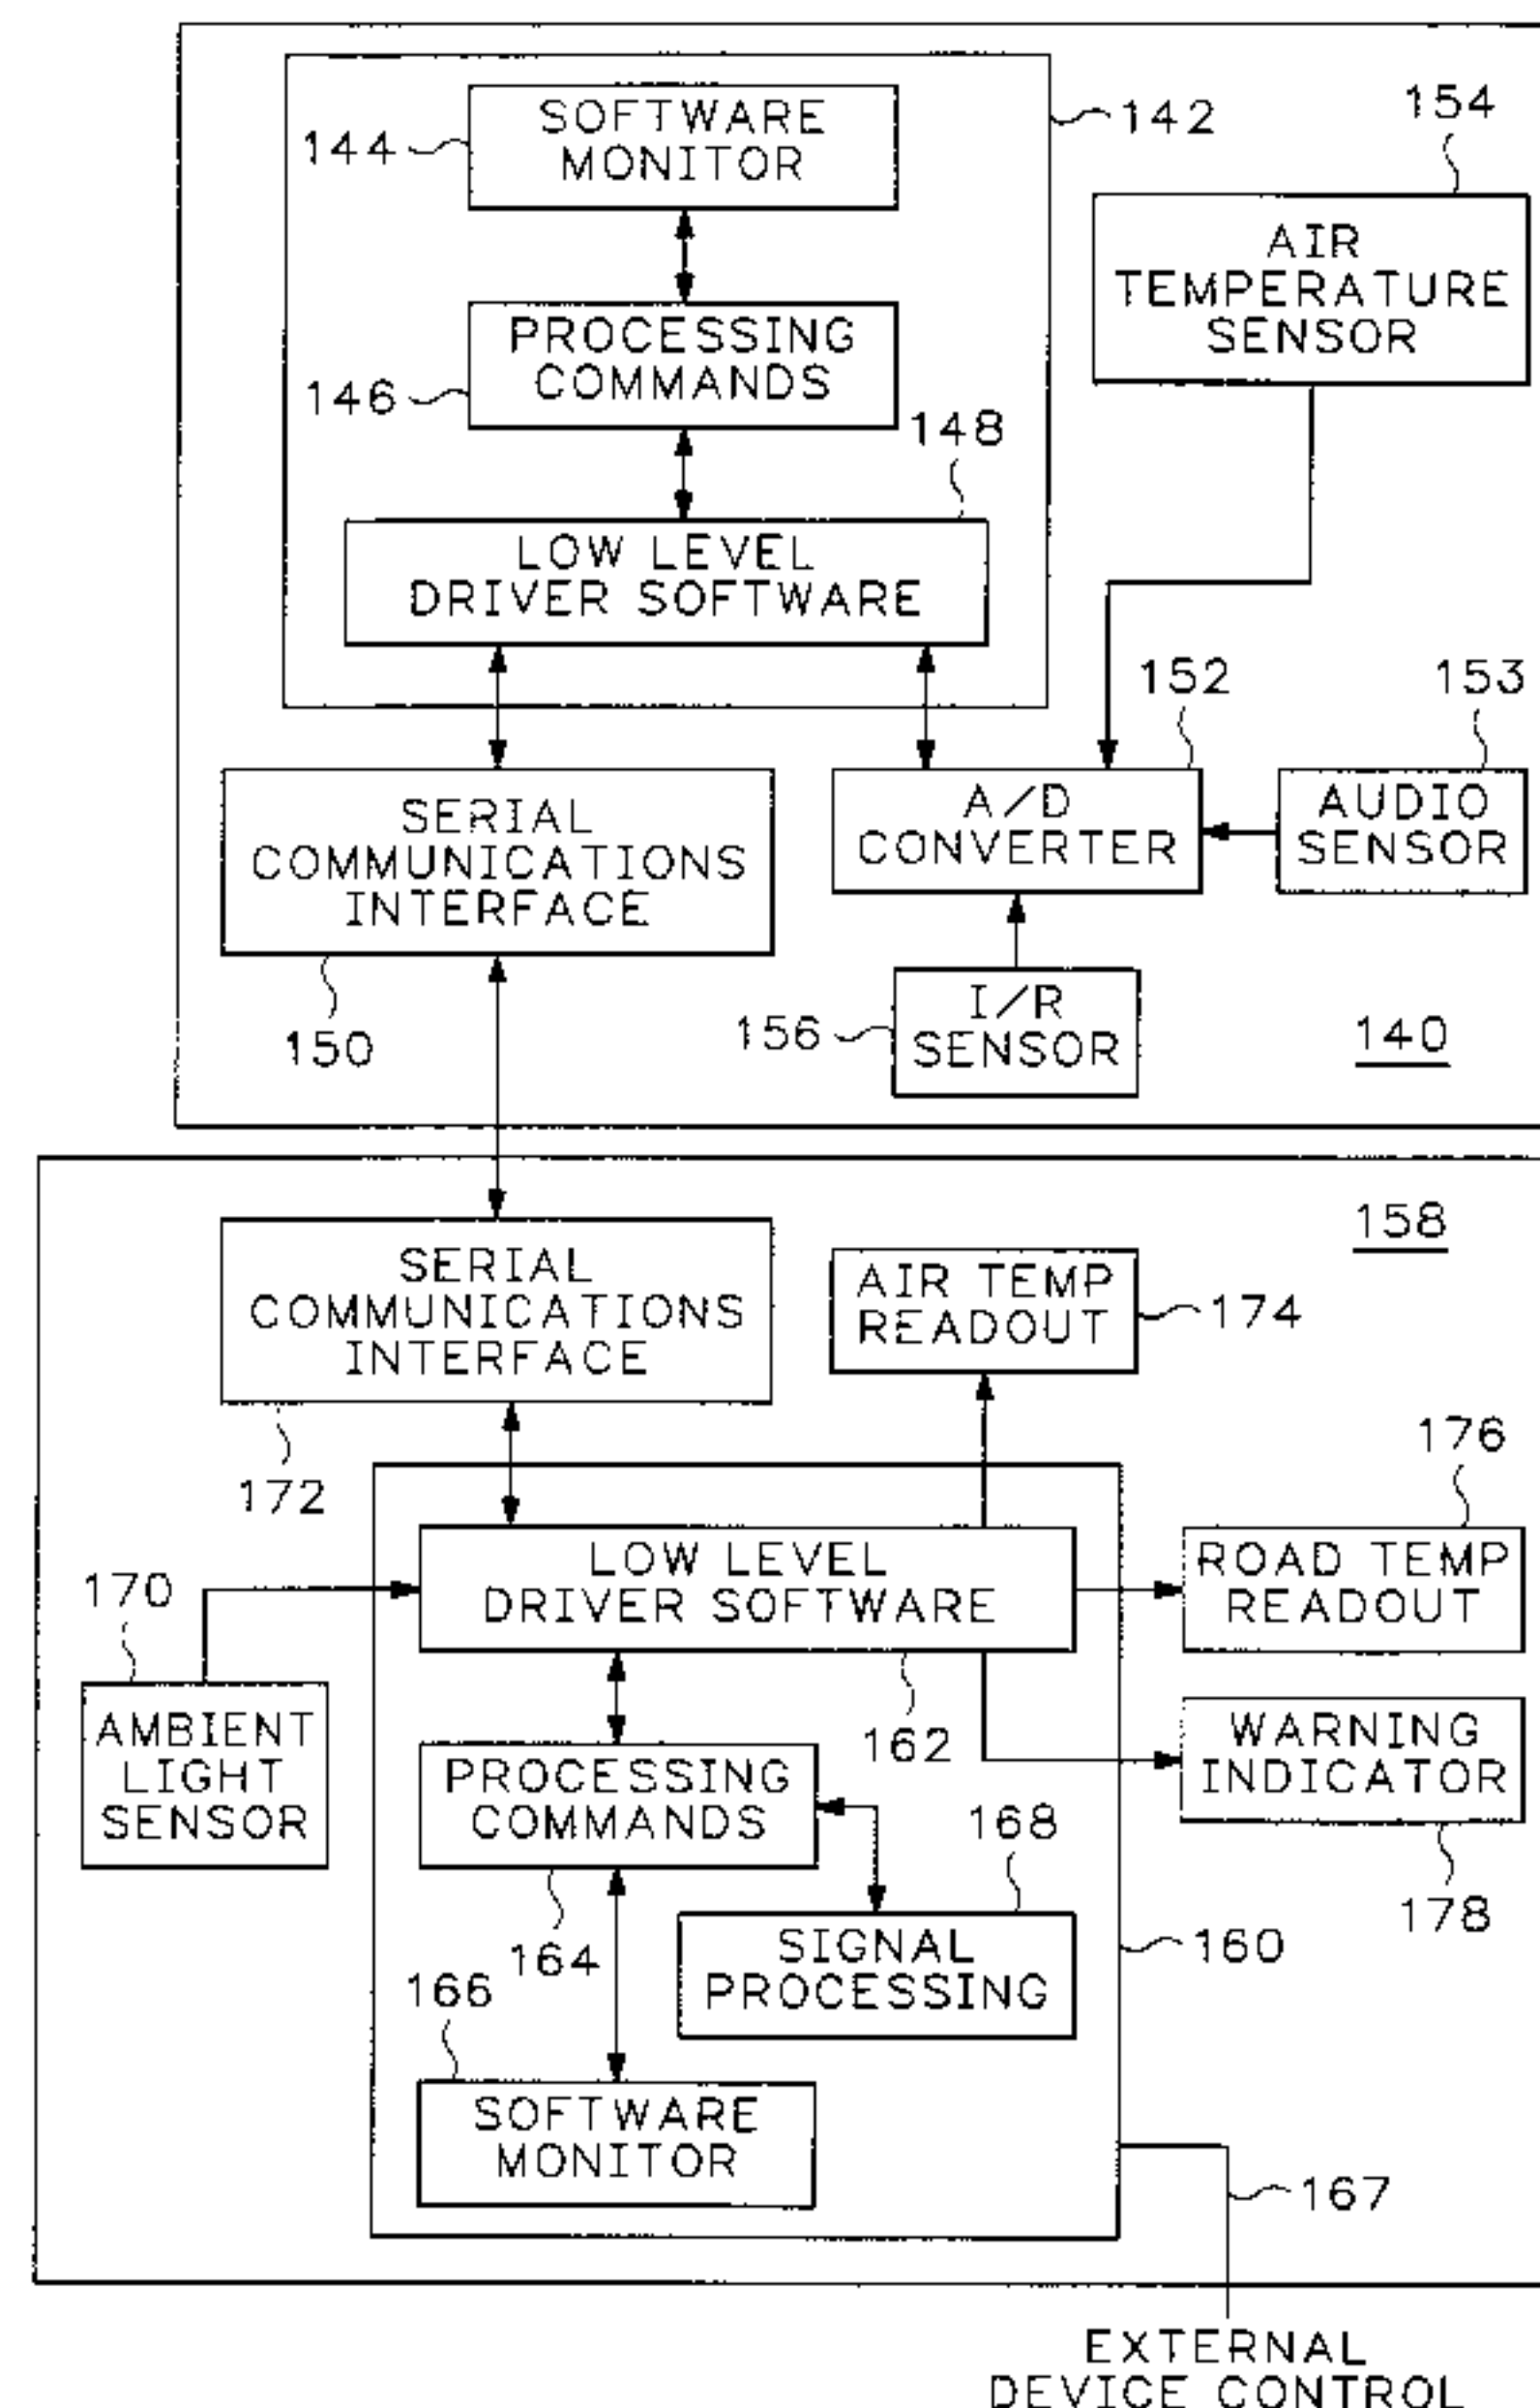 144
SOFTWARE
MONITOR
142
154
AIR
TEMPERATURE
SENSOR
146
PROCESSING
COMMANDS
148
LOW LEVEL
DRIVER SOFTWARE
152
153
SERIAL
COMMUNICATIONS
INTERFACE
A/D
CONVERTER
AUDIO
SENSOR
150
156
I/R
SENSOR
140
158
SERIAL
COMMUNICATIONS
INTERFACE
AIR TEMP
READOUT
174
172
176
170
LOW LEVEL
DRIVER SOFTWARE
ROAD TEMP
READOUT
AMBIENT
LIGHT
SENSOR
162
WARNING
INDICATOR
PROCESSING
COMMANDS
168
178
164
SIGNAL
PROCESSING
160
166
SOFTWARE
MONITOR
167
EXTERNAL
DEVICE CONTROL